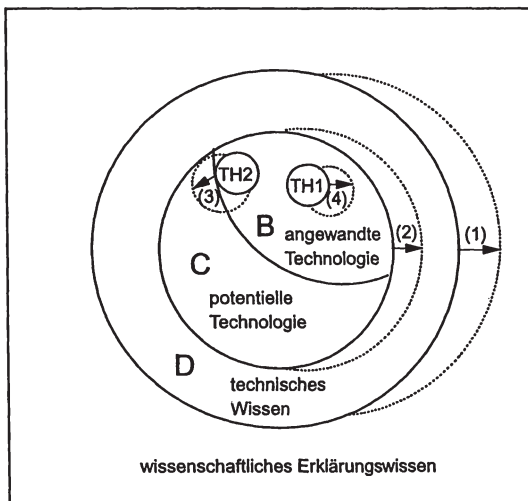 TH2
TH1
(3)
(4)
B
(2)
(1)
angewandte
Technologie
C
potentielle
Technologie
D
technisches
Wissen
wissenschaftliches Erklärungswissen